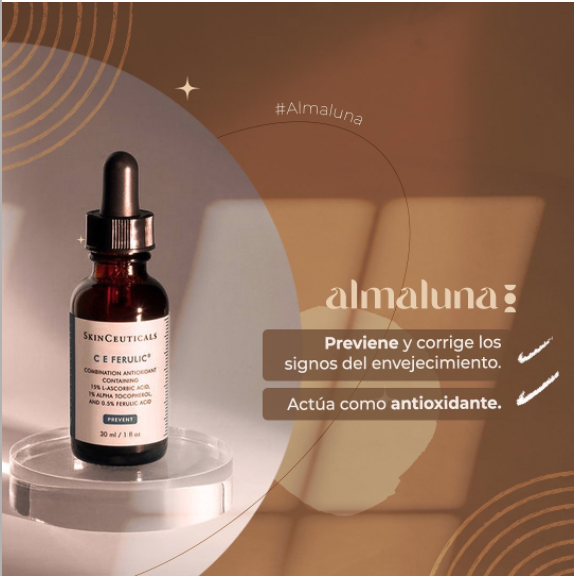 #Almaluna
almaluna
Previene y corrige los
signos del envejecimiento.
Actúa como antioxidante.
SKINCEUTICALS
C E FERULIC®
COMBINATION ANTIOXIDANT
CONTAINING
15% L-ASCORBIC ACID,
1% ALPHA TOCOPHEROL,
AND 0.5% FERULIC ACID
PREVENT
30 ml / 1 fl oz